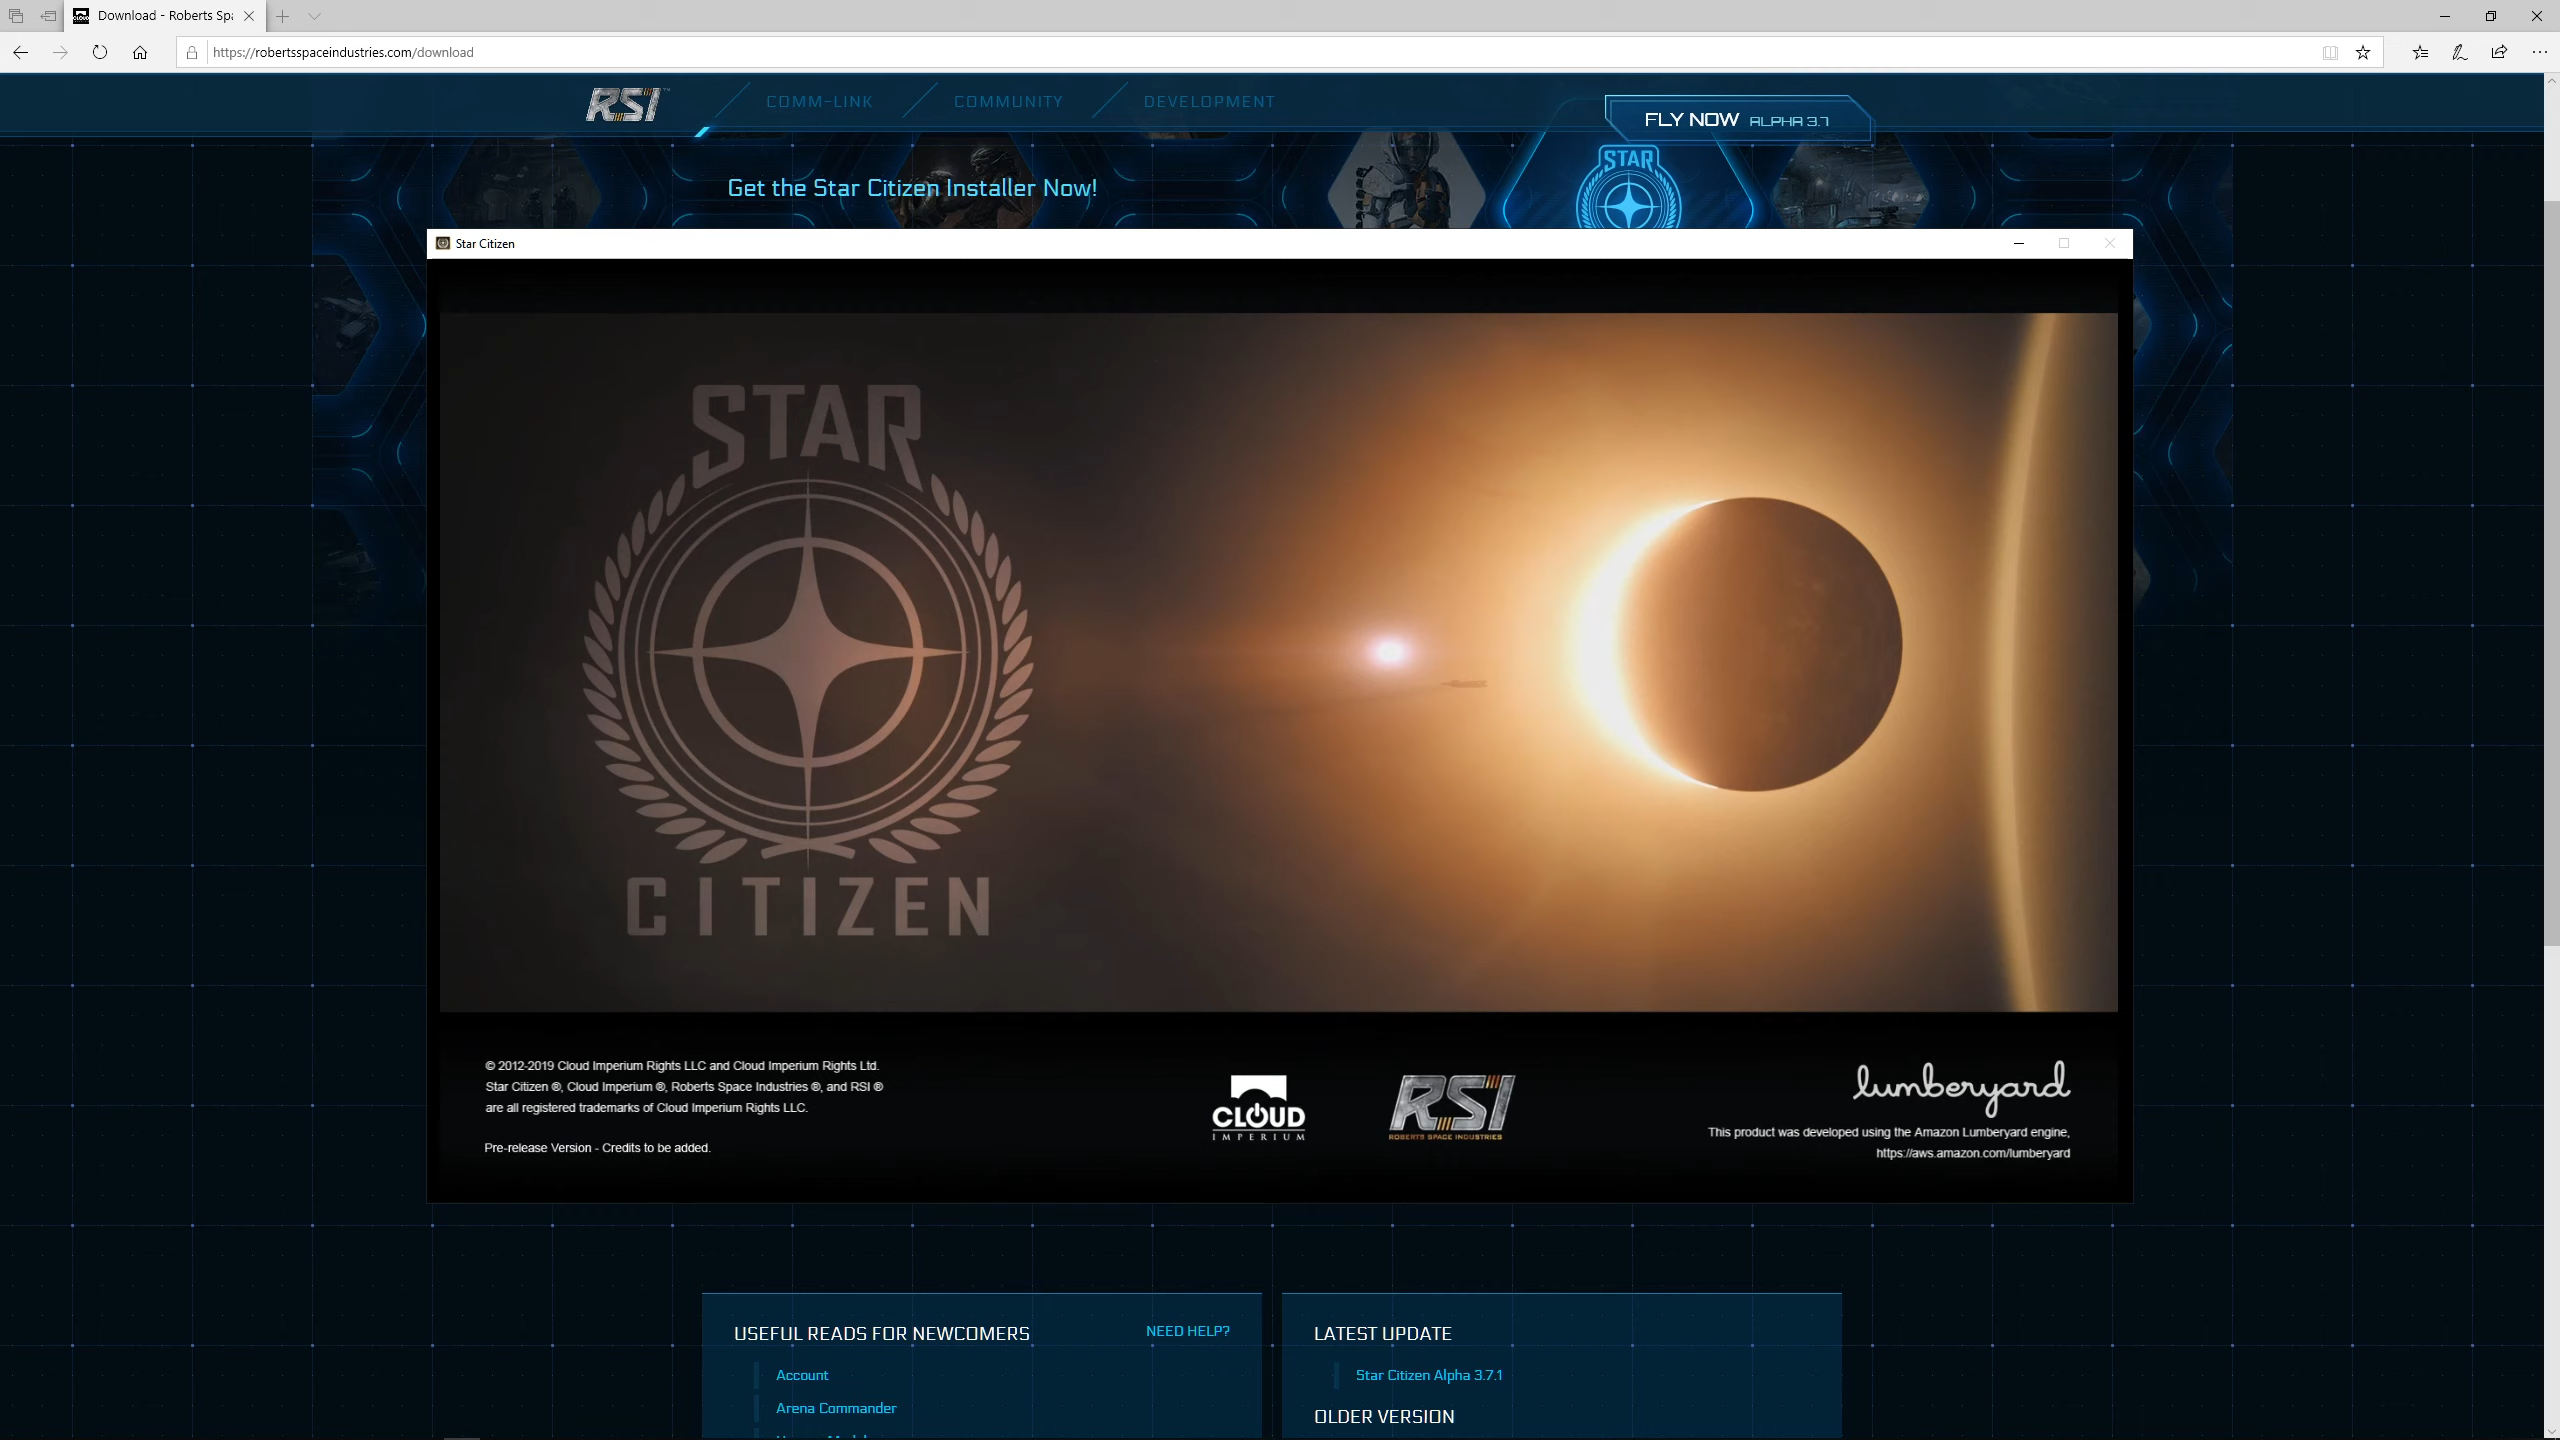 Download - Roberts Spa
https://robertsspaceindustries.com/download
RSI
COMM-LINK
COMMUNITY
DEVELOPMENT
FLY NOW ALPHA 3.7
Get the Star Citizen Installer Now!
STAR
Star Citizen
STAR
CITIZEN
© 2012-2019 Cloud Imperium Rights LLC and Cloud Imperium Rights Ltd.
Star Citizen ®, Cloud Imperium ®, Roberts Space Industries ®, and RSI ®
are all registered trademarks of Cloud Imperium Rights LLC.
Pre-release Version - Credits to be added.
CLOUD
IMPERIUM
RSI
ROBERTS SPACE INDUSTRIES
lumberyard
This product was developed using the Amazon Lumberyard engine,
https://aws.amazon.com/lumberyard
USEFUL READS FOR NEWCOMERS
NEED HELP?
Account
Arena Commander
LATEST UPDATE
Star Citizen Alpha 3.7.1
OLDER VERSION